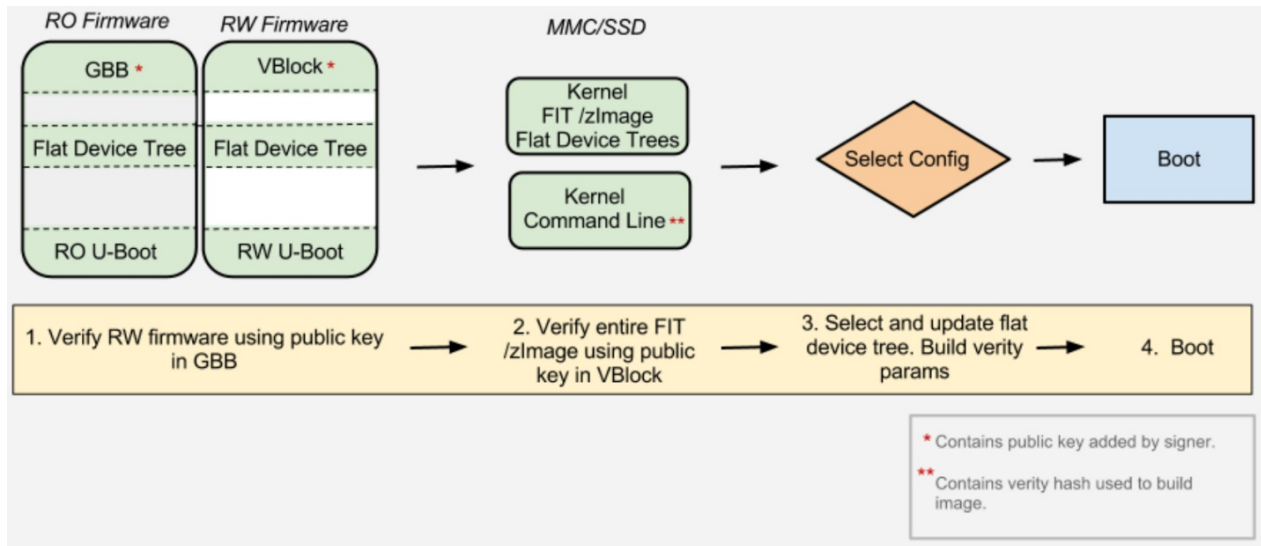 RO Firmware
RW Firmware
MMC/SSD
GBB *
VBlock *
Flat Device Tree
Flat Device Tree
RO U-Boot
RW U-Boot
Kernel
FIT /zImage
Flat Device Trees
Kernel
Command Line **
Select Config
Boot
1. Verify RW firmware using public key
in GBB
2. Verify entire FIT
/zImage using public
key in VBlock
3. Select and update flat
device tree. Build verity
params
4. Boot
* Contains public key added by signer.
** Contains verity hash used to build
image.